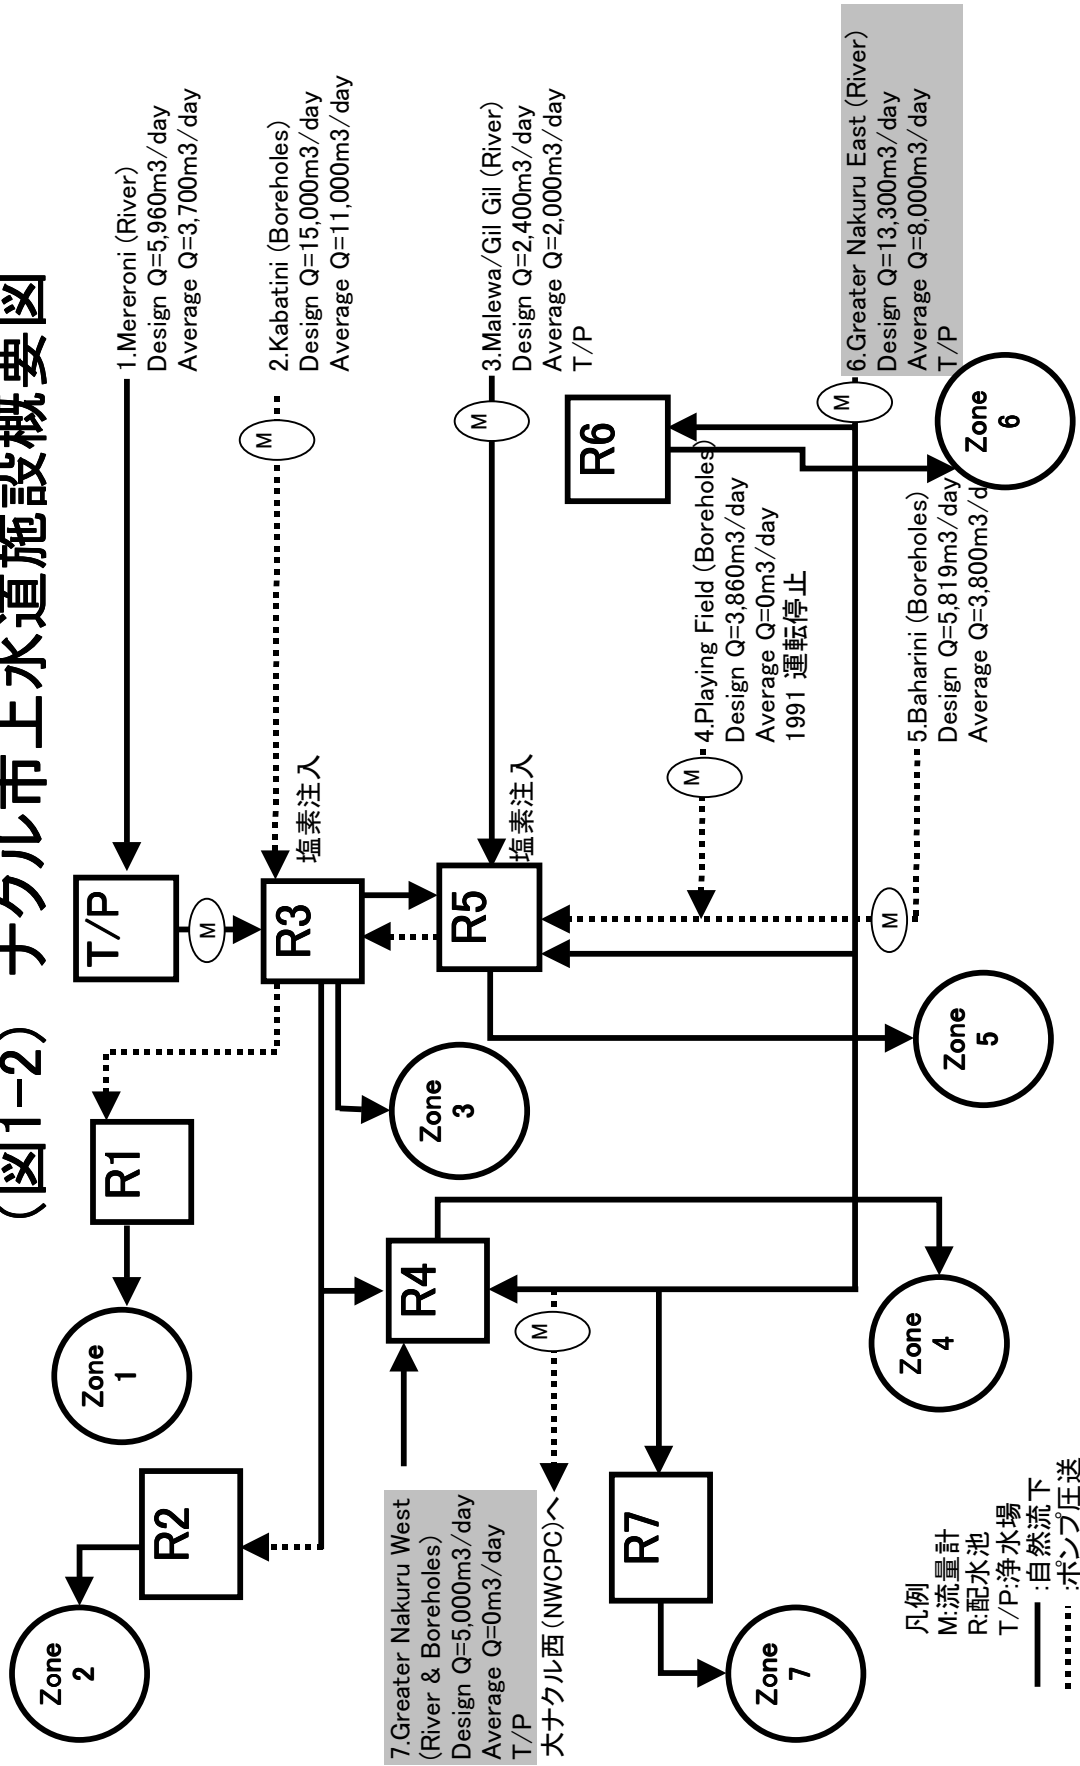 (図1-2) ナクル市上水道施設概要図
Zone
2
R2
Zone
1
R1
T/P
M
1.Mereroni (River)
Design Q=5,960m3/day
Average Q=3,700m3/day
R3
塩素注入
M
2.Kabatini (Boreholes)
Design Q=15,000m3/day
Average Q=11,000m3/day
Zone
3
R5
塩素注入
M
3.Malewa/Gil Gil (River)
Design Q=2,400m3/day
Average Q=2,000m3/day
T/P
7.Greater Nakuru West
(River & Boreholes)
Design Q=5,000m3/day
Average Q=0m3/day
T/P
大ナクル西(NWCPC)へ
R4
M
R6
M
4.Playing Field (Boreholes)
Design Q=3,860m3/day
Average Q=0m3/day
1991 運転停止
R7
Zone
7
M
6.Greater Nakuru East (River)
Design Q=13,300m3/day
Average Q=8,000m3/day
T/P
Zone
4
Zone
5
M
5.Baharini (Boreholes)
Design Q=5,819m3/day
Average Q=3,800m3/d
Zone
6
凡例
M:流量計
R:配水池
T/P:浄水場
:自然流下
:ポンプ圧送